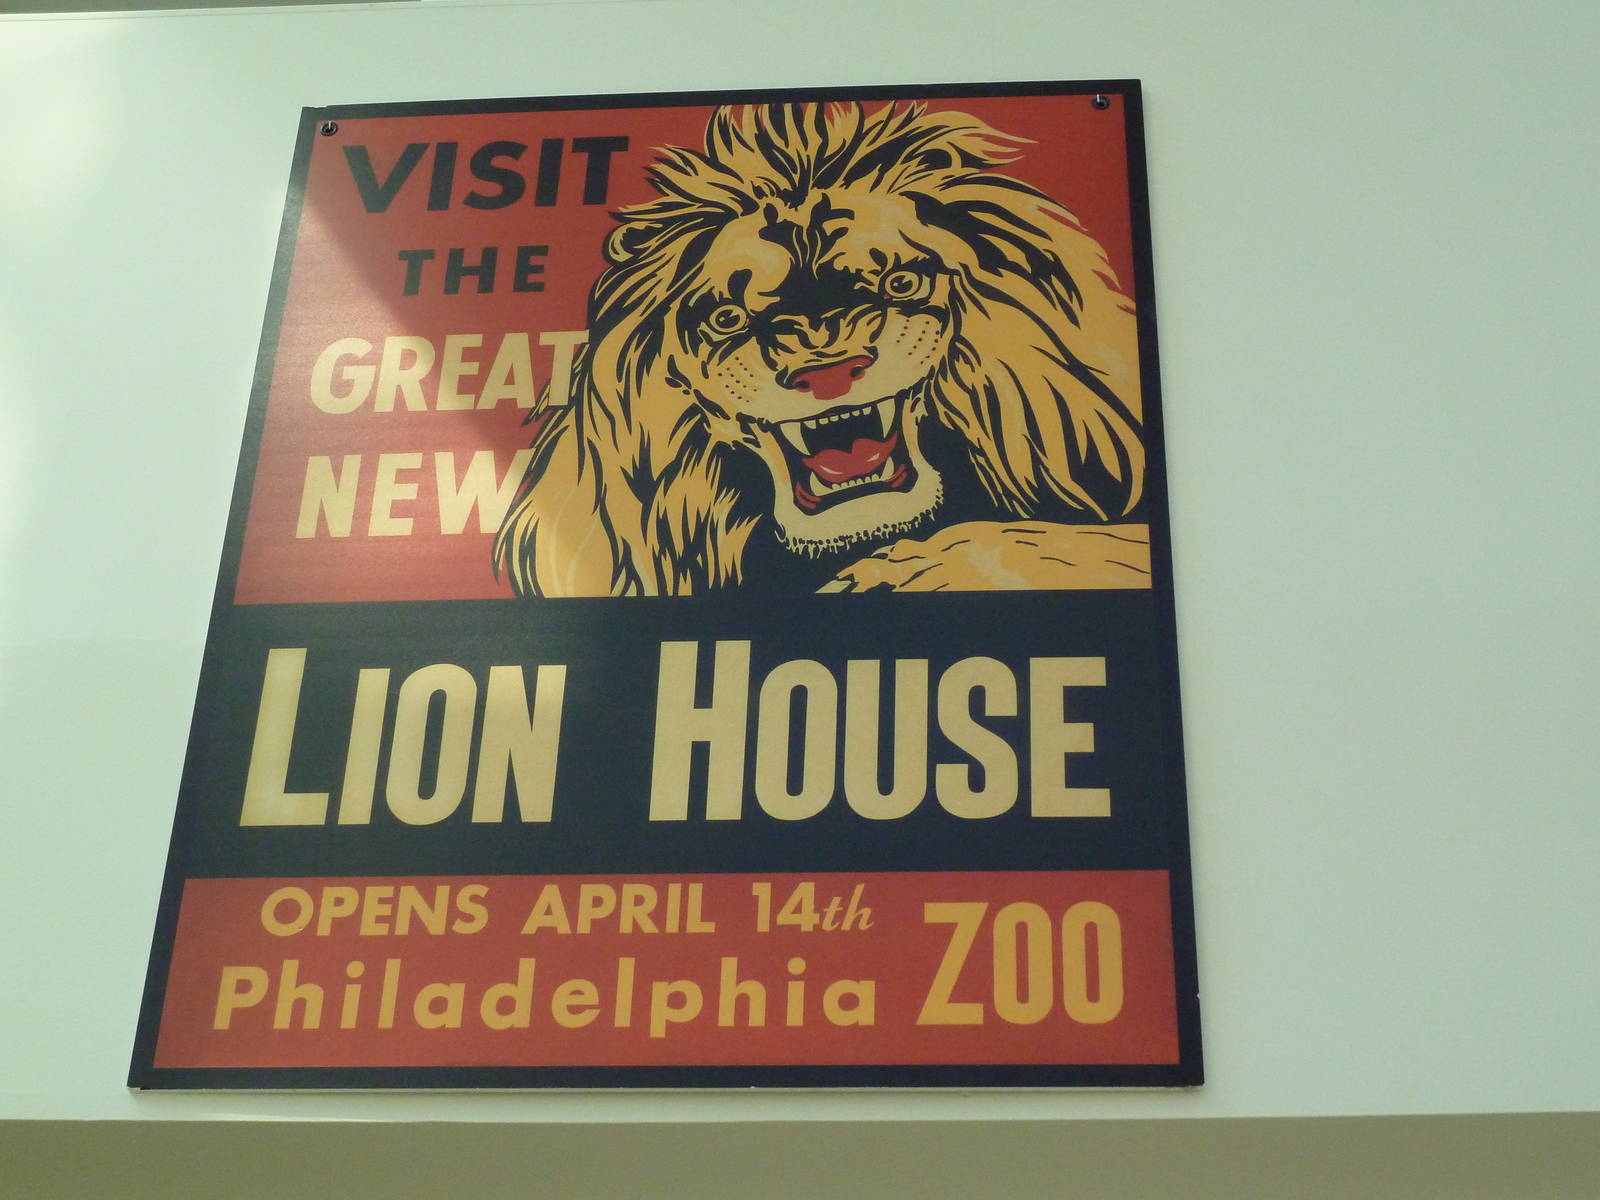 VISIT
THE
GREAT
NEW
LION HOUSE
OPENS APRIL 14th
Philadelphia ZOO